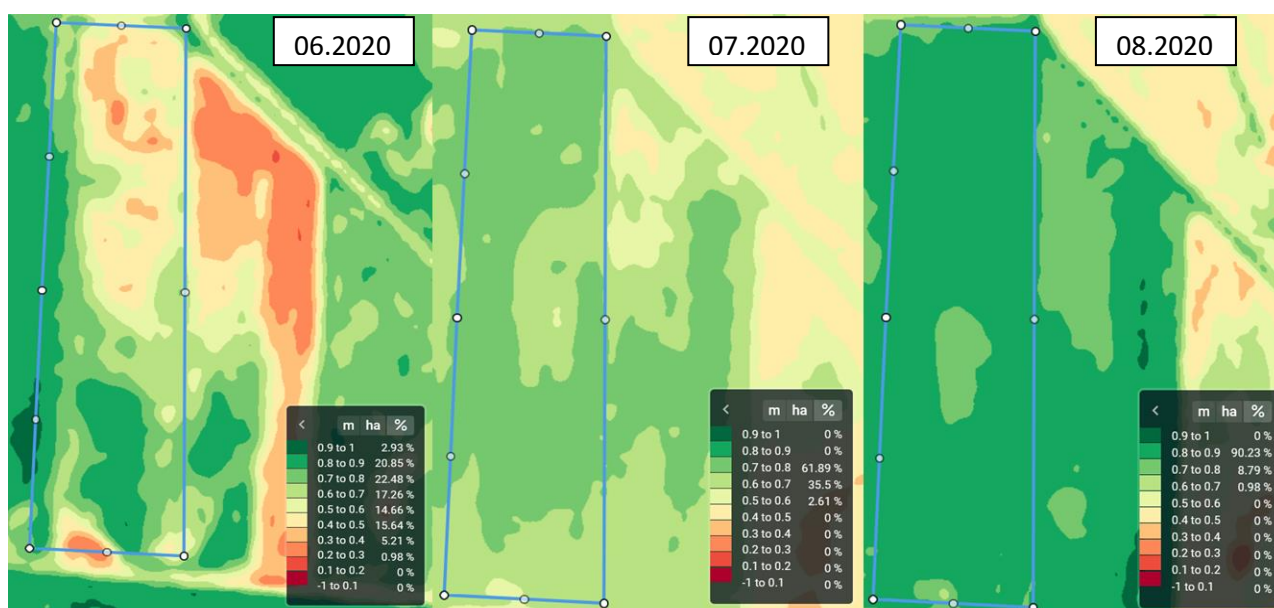 06.2020
07.2020
08.2020
< m ha %
0.9 to 1 2.93 %
0.8 to 0.9 20.85 %
0.7 to 0.8 22.48 %
0.6 to 0.7 17.26 %
0.5 to 0.6 14.66 %
0.4 to 0.5 15.64 %
0.3 to 0.4 5.21 %
0.2 to 0.3 0.98 %
0.1 to 0.2 0 %
-1 to 0.1 0 %
< m ha %
0.9 to 1 0 %
0.8 to 0.9 0 %
0.7 to 0.8 61.89 %
0.6 to 0.7 35.5 %
0.5 to 0.6 2.61 %
0.4 to 0.5 0 %
0.3 to 0.4 0 %
0.2 to 0.3 0 %
0.1 to 0.2 0 %
-1 to 0.1 0 %
< m ha %
0.9 to 1 0 %
0.8 to 0.9 90.23 %
0.7 to 0.8 8.79 %
0.6 to 0.7 0.98 %
0.5 to 0.6 0 %
0.4 to 0.5 0 %
0.3 to 0.4 0 %
0.2 to 0.3 0 %
0.1 to 0.2 0 %
-1 to 0.1 0 %